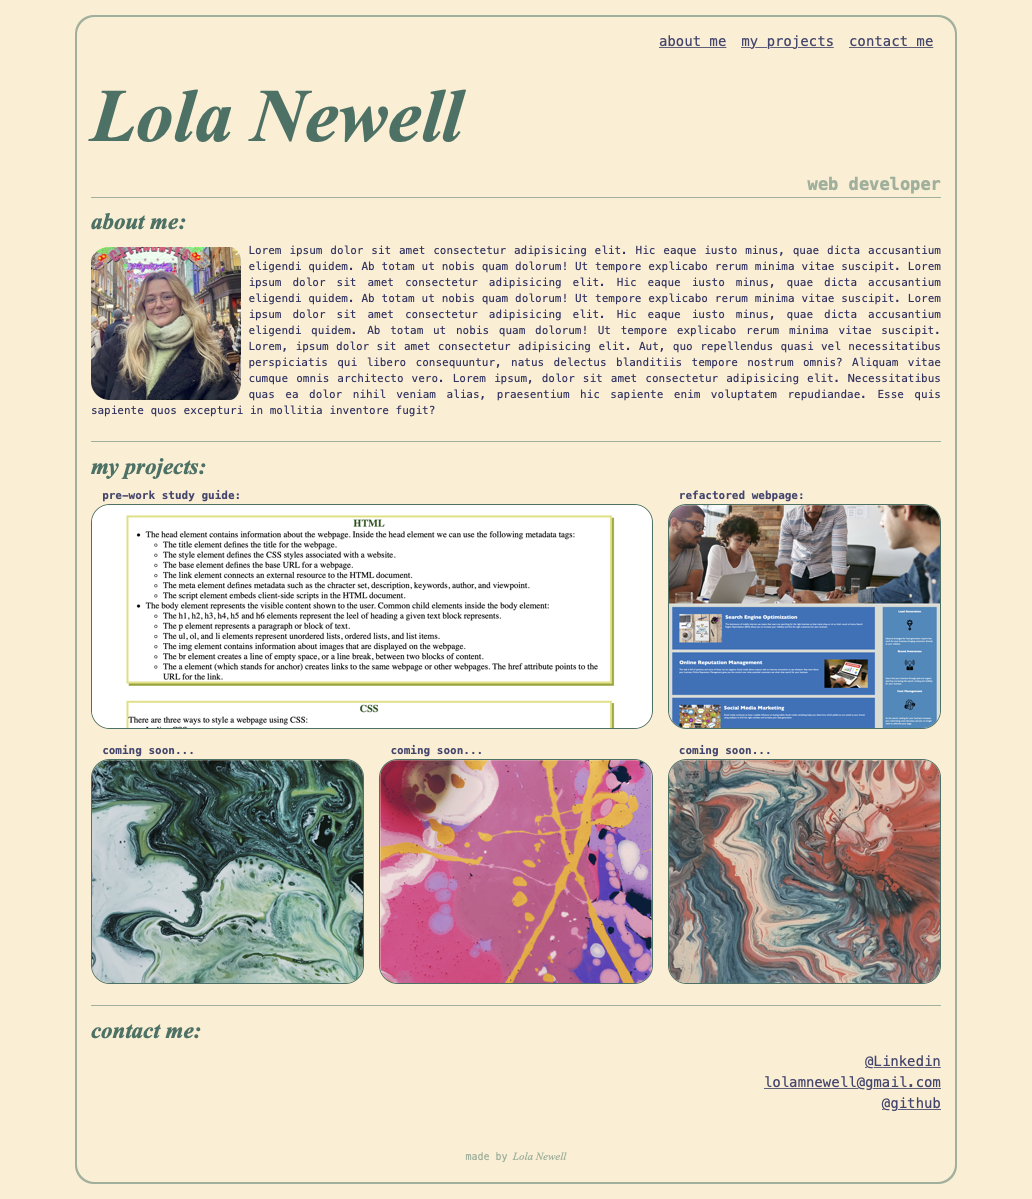 about me my projects contact me
Lola Newell
web developer
about me:
Lorem ipsum dolor sit amet consectetur adipisicing elit. Hic eaque iusto minus, quae dicta accusantium
eligendi quidem. Ab totam ut nobis quam dolorum! Ut tempore explicabo rerum minima vitae suscipit. Lorem
ipsum dolor sit amet consectetur adipisicing elit. Hic eaque iusto minus, quae dicta accusantium
eligendi quidem. Ab totam ut nobis quam dolorum! Ut tempore explicabo rerum minima vitae suscipit. Lorem
ipsum dolor sit amet consectetur adipisicing elit. Hic eaque iusto minus, quae dicta accusantium
eligendi quidem. Ab totam ut nobis quam dolorum! Ut tempore explicabo rerum minima vitae suscipit.
Lorem, ipsum dolor sit amet consectetur adipisicing elit. Aut, quo repellendus quasi vel necessitatibus
perspiciatis qui libero consequuntur, natus delectus blanditiis tempore nostrum omnis? Aliquam vitae
cumque omnis architecto vero. Lorem ipsum, dolor sit amet consectetur adipisicing elit. Necessitatibus
quas ea dolor nihil veniam alias, praesentium hic sapiente enim voluptatem repudiandae. Esse quis
sapiente quos excepturi in mollitia inventore fugit?
my projects:
pre-work study guide:
HTML
The head element contains information about the webpage. Inside the head element we can use the following metadata tags:
The title element defines the title for the webpage.
The style element defines the CSS styles associated with a website.
The base element defines the base URL for a webpage.
The link element connects an external resource to the HTML document.
The meta element defines metadata such as the chracter set, description, keywords, author, and viewpoint.
The script element embeds client-side scripts in the HTML document.
The body element represents the visible content shown to the user. Common child elements inside the body element:
The h1, h2, h3, h4, h5 and h6 elements represent the leel of heading a given text block represents.
The p element represents a paragraph or block of text.
The ul, ol, and li elements represent unordered lists, ordered lists, and list items.
The img element contains information about images that are displayed on the webpage.
The br element creates a line of empty space, or a line break, between two blocks of content.
The a element (which stands for anchor) creates links to the same webpage or other webpages. The href attribute points to the
URL for the link.
CSS
There are three ways to style a webpage using CSS:
refactored webpage:
Search Engine Optimization
Online Reputation Management
Social Media Marketing
coming soon...
coming soon...
coming soon...
contact me:
@Linkedin
lolamnewell@gmail.com
@github
made by Lola Newell